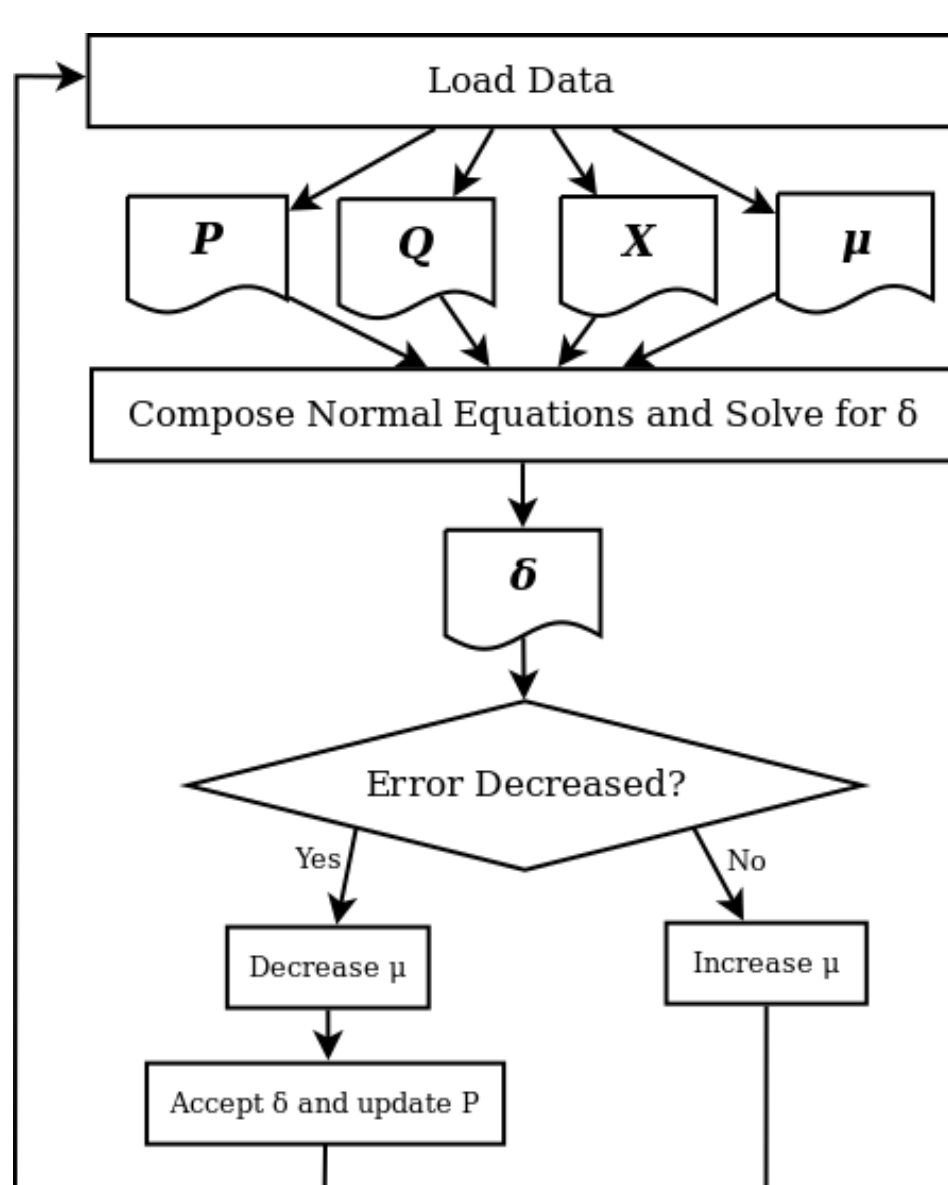 Load Data
P
Q
X
μ
Compose Normal Equations and Solve for δ
δ
Error Decreased?
Yes
No
Decrease μ
Increase μ
Accept δ and update P